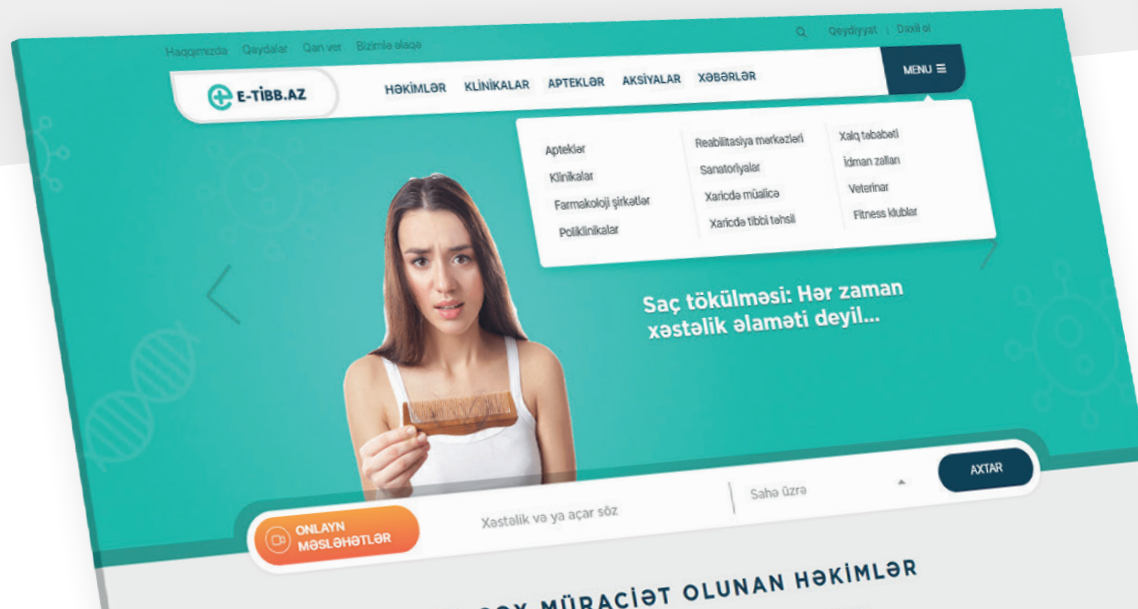 Haqqımızda Qaydalar Qan ver Bizimlə əlaqə
Qeydiyyat | Daxil ol
E-TİBB.AZ
HƏKİMLƏR KLİNİKALAR APTEKLƏR AKSİYALAR XƏBƏRLƏR
MENU
Apteklər
Klinikalar
Farmakoloji şirkətlər
Poliklinikalar
Reabilitasiya mərkəzləri
Sanatoriyalar
Xaricdə müalicə
Xaricdə tibbi təhsil
Xalq təbabəti
İdman zalları
Veterinar
Fitness klublar
Saç tökülməsi: Hər zaman
xəstəlik əlaməti deyil...
ONLAYN
MƏSLƏHƏTLƏR
Xəstəlik və ya açar söz
Sahə üzrə
AXTAR
MÜRACİƏT OLUNAN HƏKİMLƏR